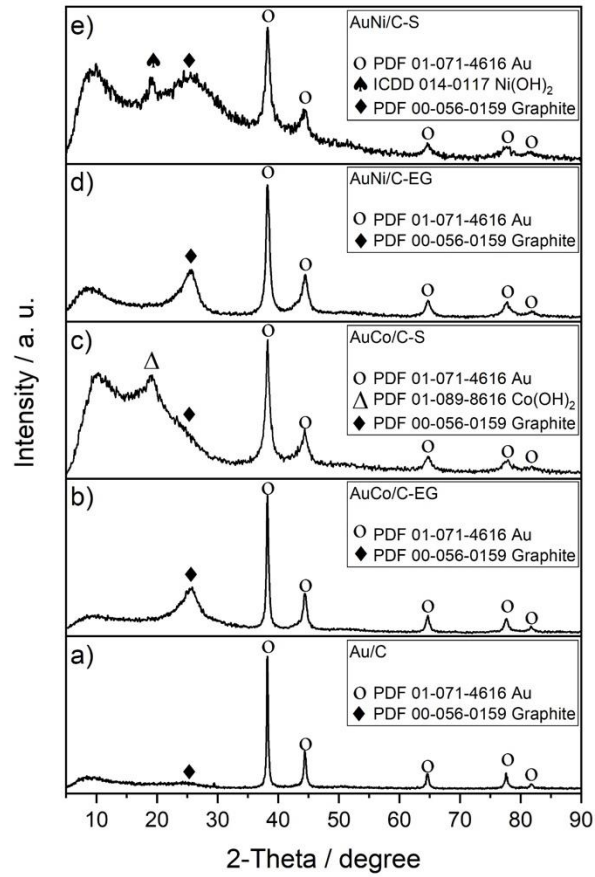 e)
AuNi/C-S
O PDF 01-071-4616 Au
♠ ICDD 014-0117 Ni(OH)₂
♦ PDF 00-056-0159 Graphite
d)
AuNi/C-EG
O PDF 01-071-4616 Au
♦ PDF 00-056-0159 Graphite
c)
AuCo/C-S
O PDF 01-071-4616 Au
Δ PDF 01-089-8616 Co(OH)₂
♦ PDF 00-056-0159 Graphite
b)
AuCo/C-EG
O PDF 01-071-4616 Au
♦ PDF 00-056-0159 Graphite
a)
Au/C
O PDF 01-071-4616 Au
♦ PDF 00-056-0159 Graphite
Intensity / a. u.
10 20 30 40 50 60 70 80 90
2-Theta / degree